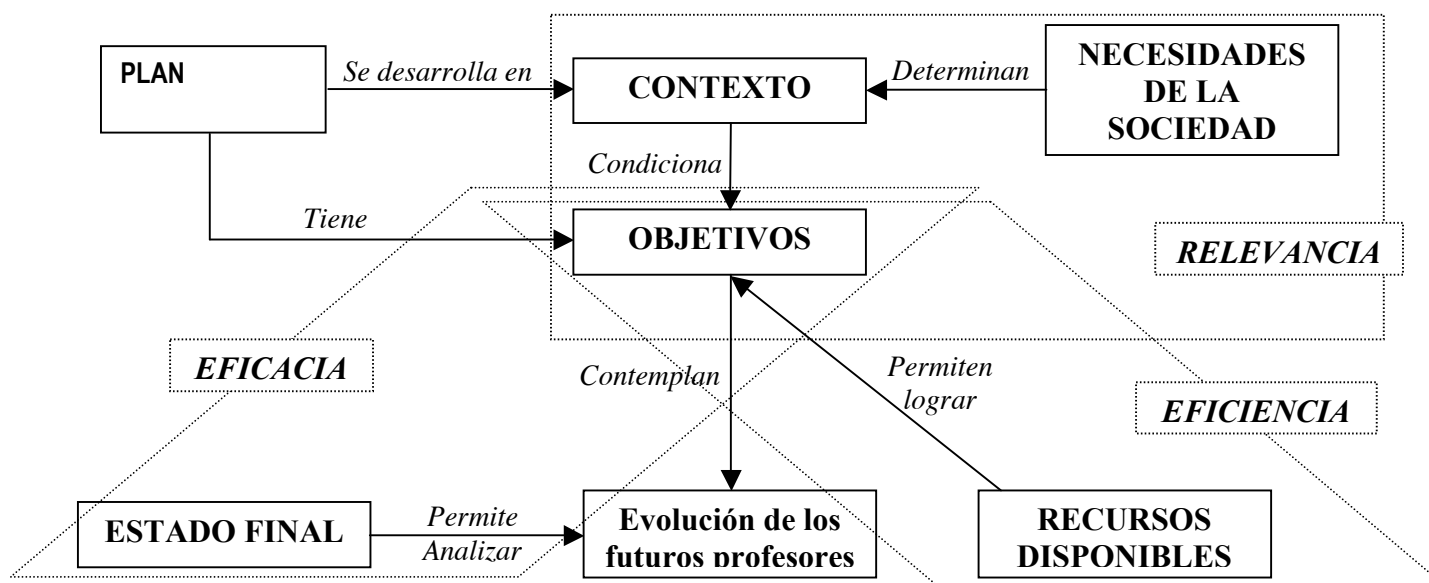 PLAN
Se desarrolla en
CONTEXTO
Determinan
NECESIDADES
DE LA
SOCIEDAD
Condiciona
Tiene
OBJETIVOS
RELEVANCIA
EFICACIA
Contemplan
Permiten
lograr
EFICIENCIA
ESTADO FINAL
Permite
Analizar
Evolución de los
futuros profesores
RECURSOS
DISPONIBLES